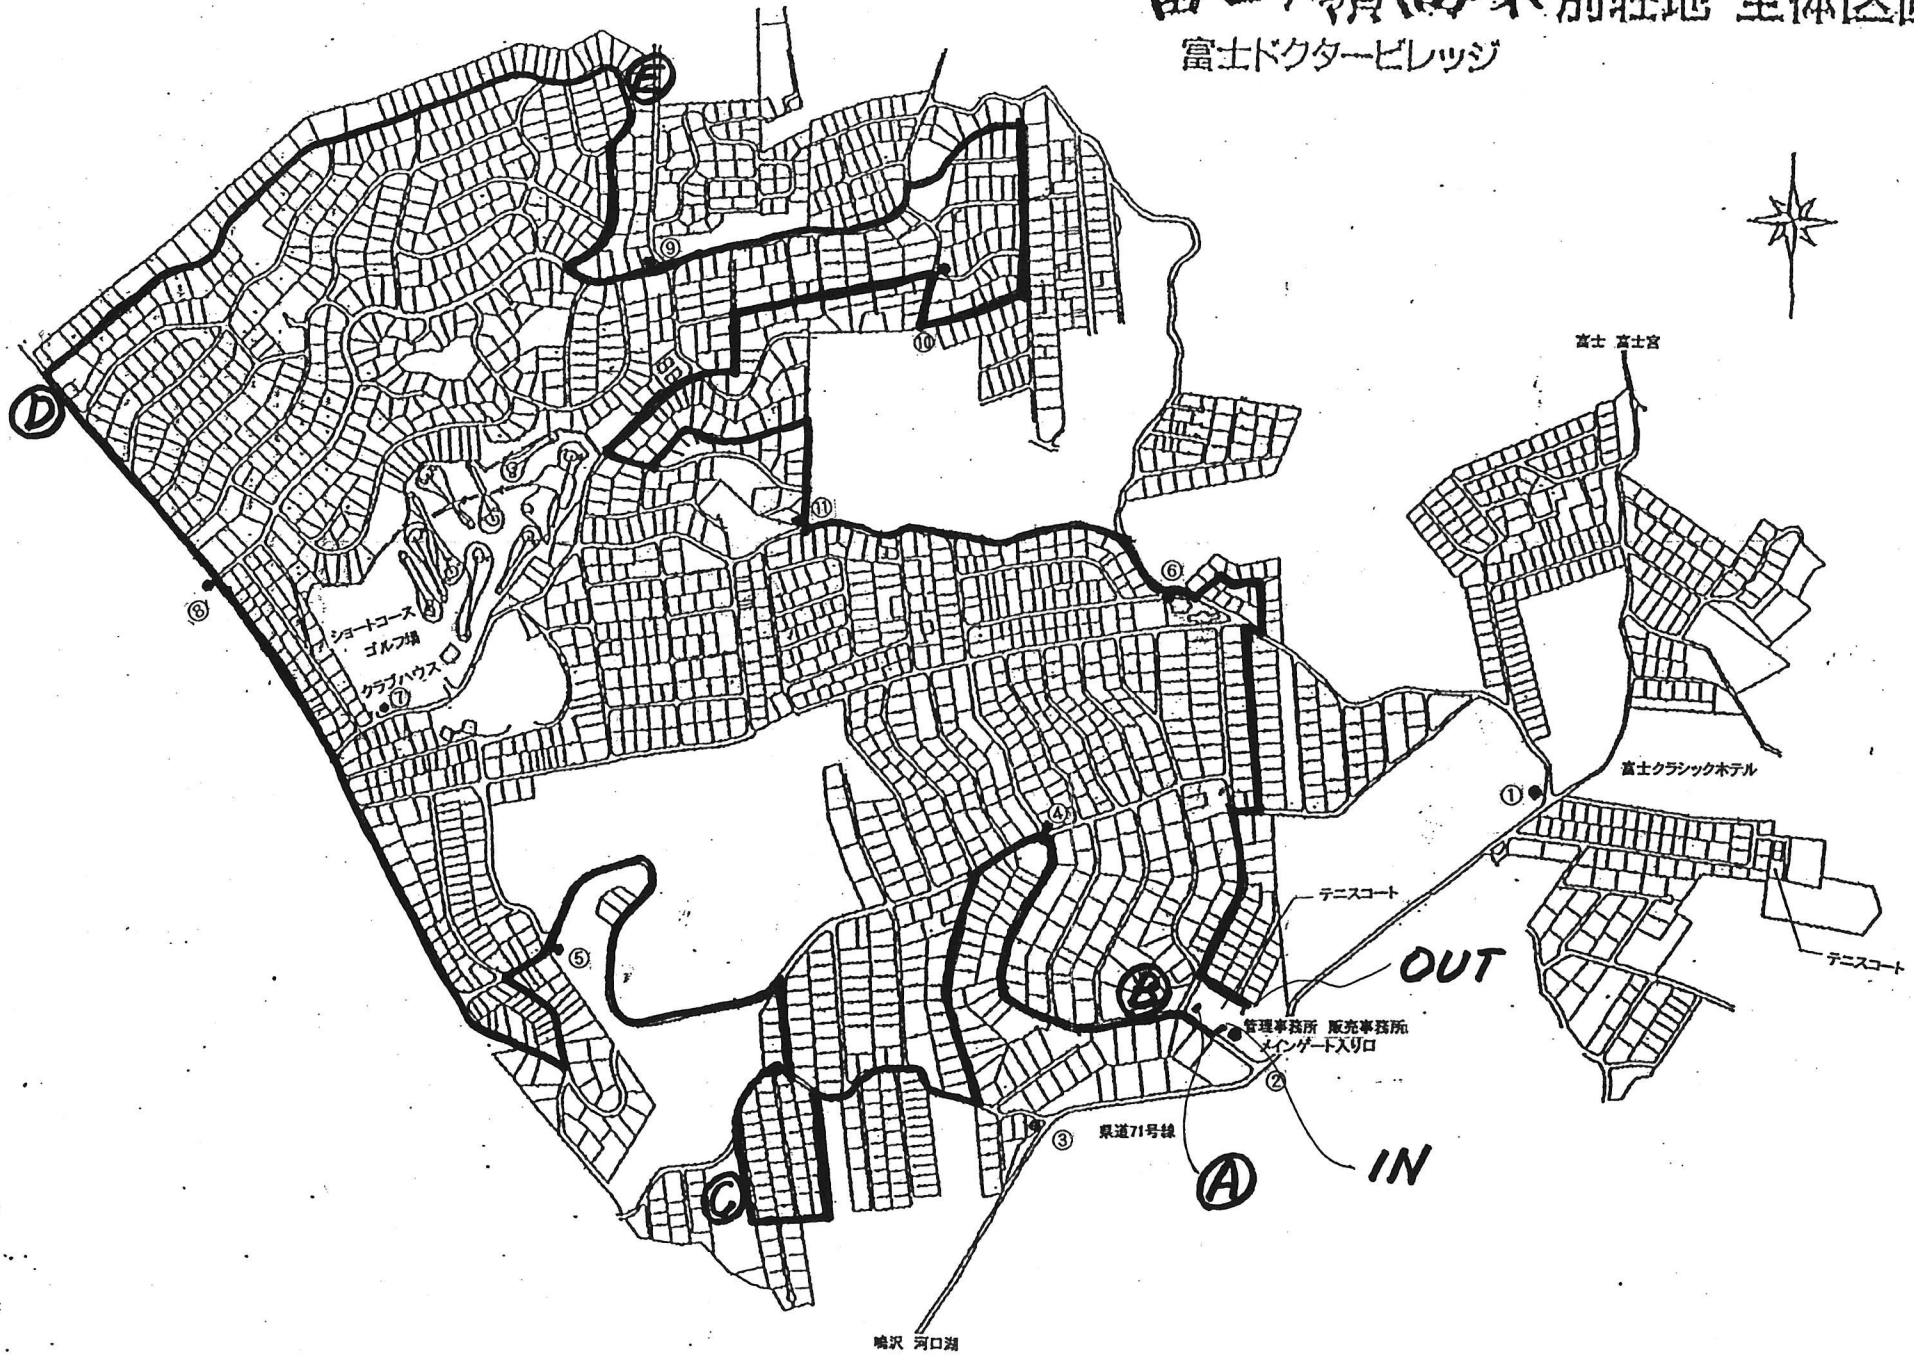 別荘地 全体区画
富士ドクタービレッジ
E
⑨
富士 富士宮
⑩
D
⑪
⑥
⑧
ショートコース
ゴルフ場
クラブハウス
⑦
富士クラシックホテル
①
④
テニスコート
⑤
OUT
テニスコート
B
管理事務所 販売事務所
メインゲート入り口
②
③
県道71号線
IN
A
C
鳴沢 河口湖